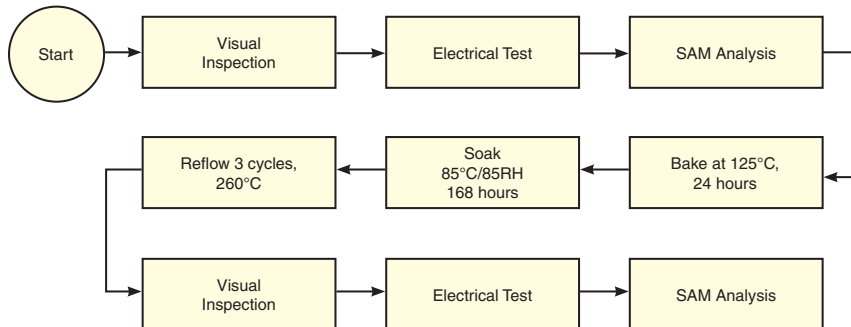 Start
Visual
Inspection
Electrical Test
SAM Analysis
Bake at 125°C,
24 hours
Soak
85°C/85RH
168 hours
Reflow 3 cycles,
260°C
Visual
Inspection
Electrical Test
SAM Analysis